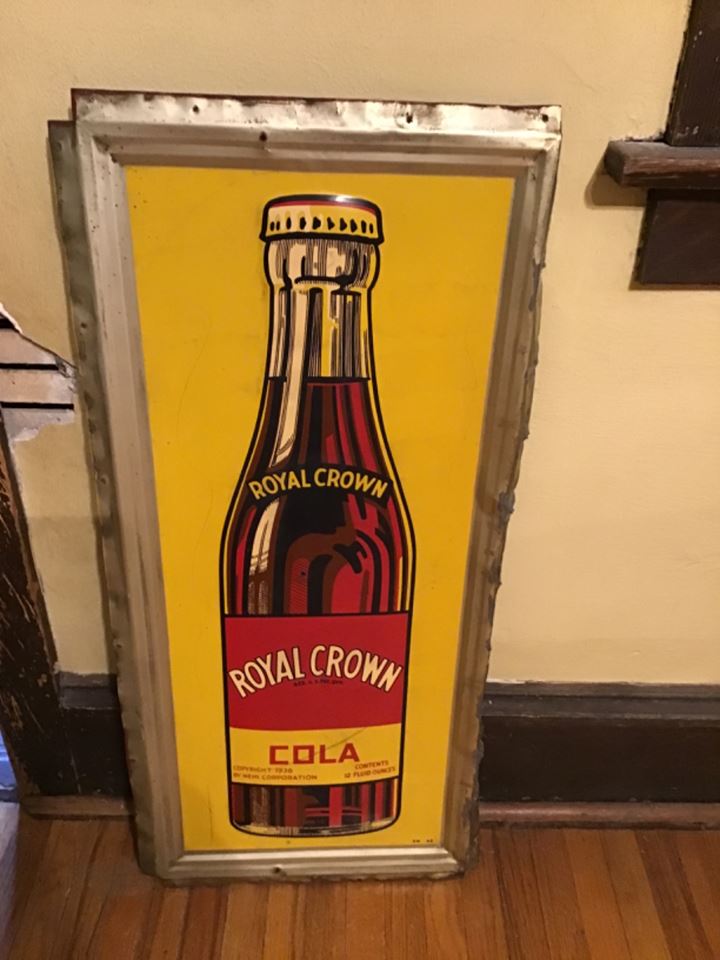 ROYAL CROWN
ROYAL CROWN
COLA
COPYRIGHT 1936
BY NEHI CORPORATION
CONTENTS
12 FLUID OUNCES